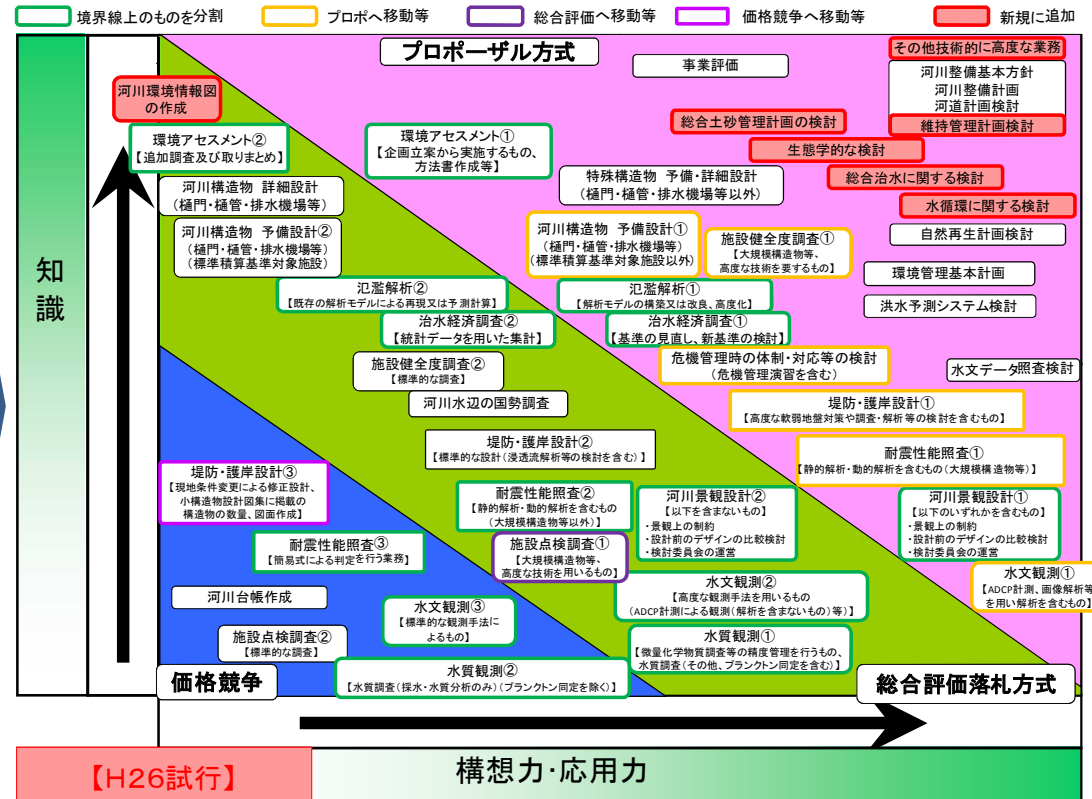 境界線上のものを分割
プロポへ移動等
総合評価へ移動等
価格競争へ移動等
新規に追加
プロポーザル方式
事業評価
その他技術的に高度な業務
河川整備基本方針
河川整備計画
河道計画検討
維持管理計画検討
河川環境情報図
の作成
環境アセスメント②
【追加調査及び取りまとめ】
環境アセスメント①
【企画立案から実施するもの、
方法書作成等】
総合土砂管理計画の検討
生態学的な検討
総合治水に関する検討
水循環に関する検討
河川構造物 詳細設計
(樋門・樋管・排水機場等)
特殊構造物 予備・詳細設計
(樋門・樋管・排水機場等以外)
河川構造物 予備設計②
(樋門・樋管・排水機場等)
(標準積算基準対象施設)
河川構造物 予備設計①
(樋門・樋管・排水機場等)
(標準積算基準対象施設以外)
施設健全度調査①
【大規模構造物等、
高度な技術を要するもの】
自然再生計画検討
環境管理基本計画
洪水予測システム検討
知
識
氾濫解析②
【既存の解析モデルによる再現又は予測計算】
氾濫解析①
【解析モデルの構築又は改良、高度化】
治水経済調査②
【統計データを用いた集計】
治水経済調査①
【基準の見直し、新基準の検討】
施設健全度調査②
【標準的な調査】
危機管理時の体制・対応等の検討
(危機管理演習を含む)
水文データ照査検討
河川水辺の国勢調査
堤防・護岸設計①
【高度な軟弱地盤対策や調査・解析等の検討を含むもの】
堤防・護岸設計②
【標準的な設計(浸透流解析等の検討を含む)】
耐震性能照査①
【静的解析・動的解析を含むもの(大規模構造物等)】
堤防・護岸設計③
【現地条件変更による修正設計、
小構造物設計図集に掲載の
構造物の数量、図面作成】
耐震性能照査②
【静的解析・動的解析を含むもの
(大規模構造物等以外)】
河川景観設計②
【以下を含まないもの】
・景観上の制約
・設計前のデザインの比較検討
・検討委員会の運営
河川景観設計①
【以下のいずれかを含むもの】
・景観上の制約
・設計前のデザインの比較検討
・検討委員会の運営
耐震性能照査③
【簡易式による判定を行う業務】
施設点検調査①
【大規模構造物等、
高度な技術を用いるもの】
水文観測①
【ADCP計測、画像解析等
を用い解析を含むもの】
水文観測②
【高度な観測手法を用いるもの
(ADCP計測による観測(解析を含まないもの)等)】
河川台帳作成
水文観測③
【標準的な観測手法に
よるもの】
施設点検調査②
【標準的な調査】
水質観測①
【微量化学物質調査等の精度管理を行うもの、
水質調査(その他、プランクトン同定を含む)】
水質観測②
【水質調査(採水・水質分析のみ)(プランクトン同定を除く)】
価格競争
総合評価落札方式
【H26試行】
構想力・応用力